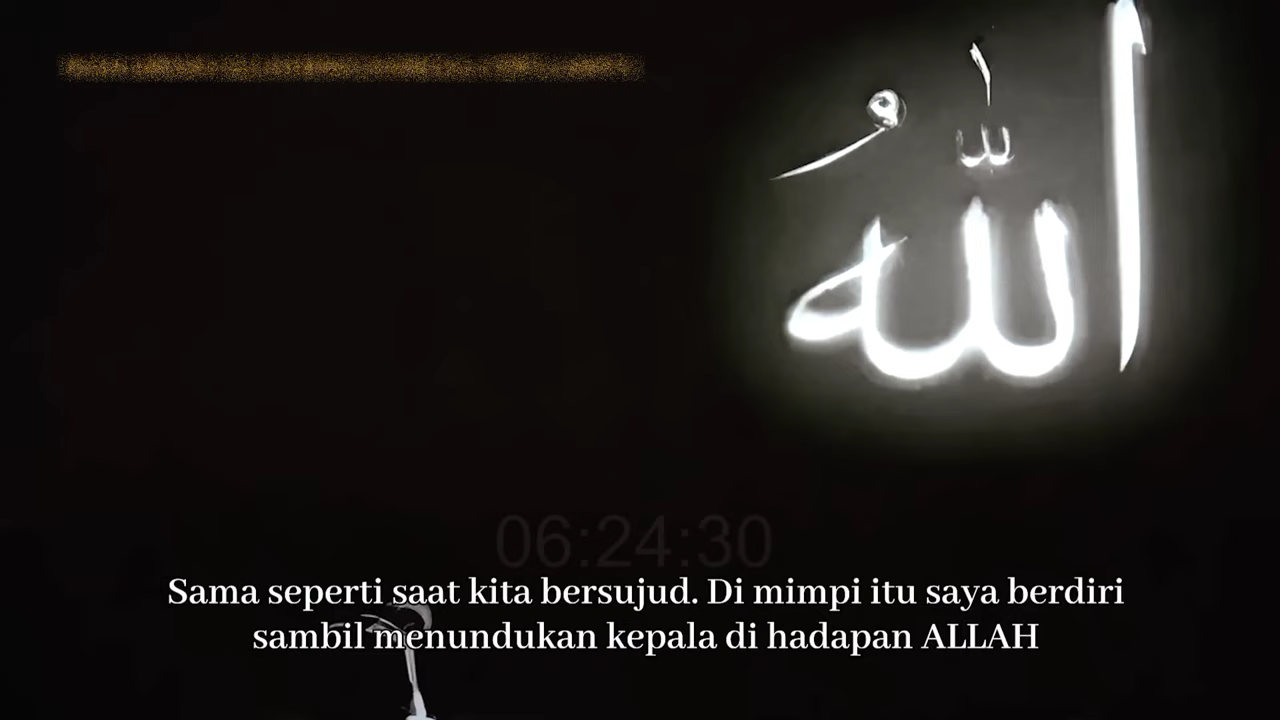 اللّٰهُ
06:24:30
Sama seperti saat kita bersujud. Di mimpi itu saya berdiri
sambil menundukan kepala di hadapan ALLAH